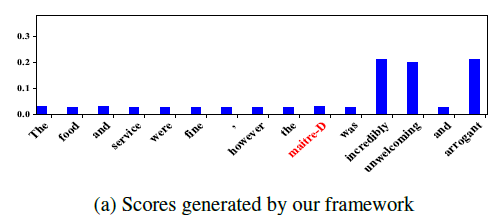 0.3
0.2
0.1
0.0
The food and service were fine , however the maitre-D was incredibly unwelcoming and arrogant
(a) Scores generated by our framework